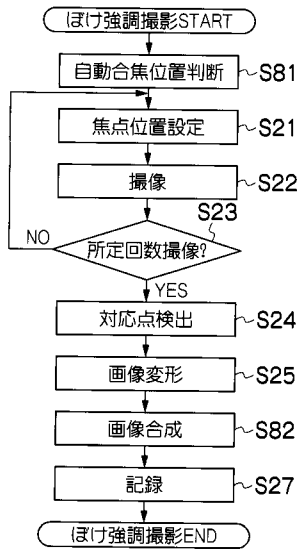 ぼけ強調撮影START
自動合焦位置判断 S81
焦点位置設定 S21
撮像 S22
S23
NO 所定回数撮像?
YES
対応点検出 S24
画像変形 S25
画像合成 S82
記録 S27
ぼけ強調撮影END